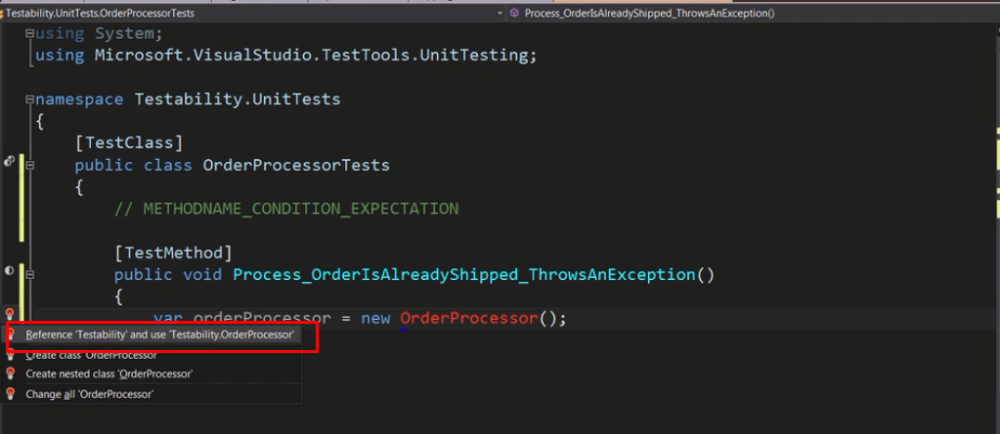 Testability.UnitTests.OrderProcessorTests
Process_OrderIsAlreadyShipped_ThrowsAnException()
using System;
using Microsoft.VisualStudio.TestTools.UnitTesting;
namespace Testability.UnitTests
{
[TestClass]
public class OrderProcessorTests
{
// METHODNAME_CONDITION_EXPECTATION
[TestMethod]
public void Process_OrderIsAlreadyShipped_ThrowsAnException()
{
var orderProcessor = new OrderProcessor();
Reference 'Testability' and use 'Testability.OrderProcessor'
Create class 'OrderProcessor'
Create nested class 'OrderProcessor'
Change all 'OrderProcessor'